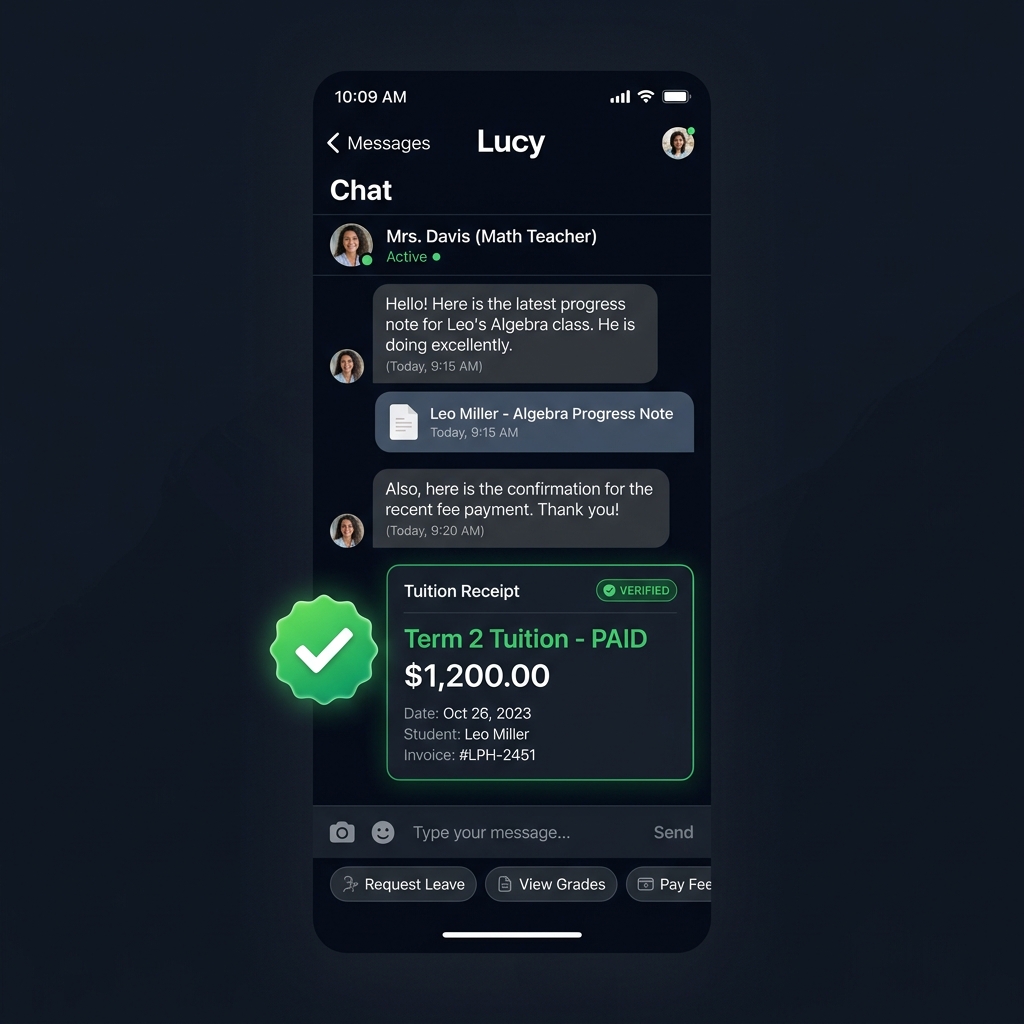 10:09 AM
Messages
Lucy
Chat
Mrs. Davis (Math Teacher)
Active
Hello! Here is the latest progress
note for Leo's Algebra class. He is
doing excellently.
(Today, 9:15 AM)
Leo Miller - Algebra Progress Note
Today, 9:15 AM
Also, here is the confirmation for the
recent fee payment. Thank you!
(Today, 9:20 AM)
Tuition Receipt
VERIFIED
Term 2 Tuition - PAID
$1,200.00
Date: Oct 26, 2023
Student: Leo Miller
Invoice: #LPH-2451
Type your message...
Send
Request Leave
View Grades
Pay Fee